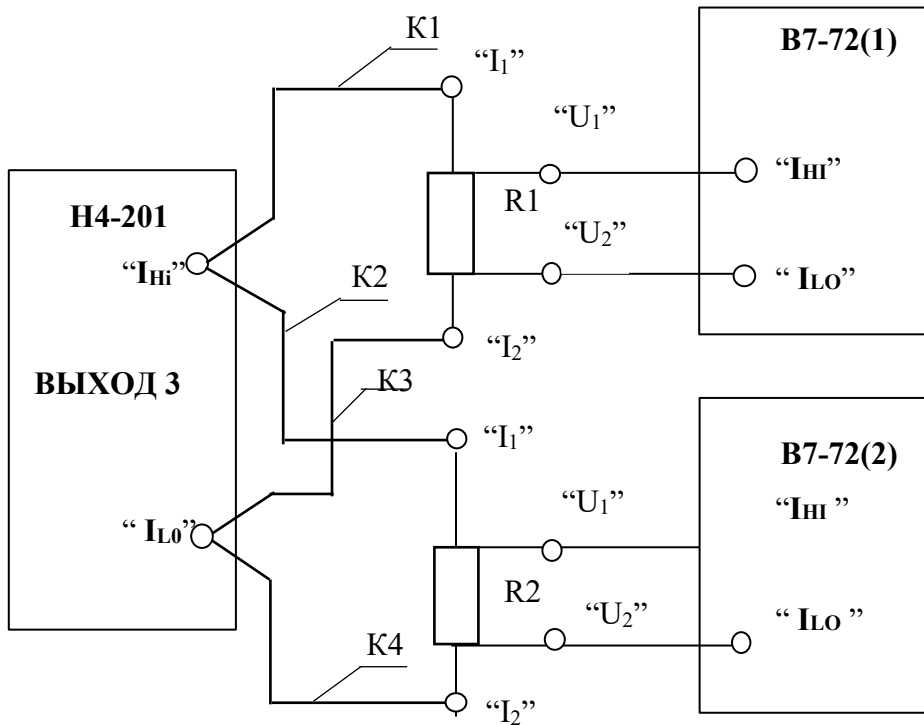 К1
В7-72(1)
“I₁”
“U₁”
“IHI”
Н4-201
R1
“U₂”
“IHi”
К2
“ ILO”
“I₂”
ВЫХОД 3
К3
“I₁”
В7-72(2)
“U₁”
“IHI ”
“ IL0”
R2
“U₂”
“ ILO ”
К4
“I₂”